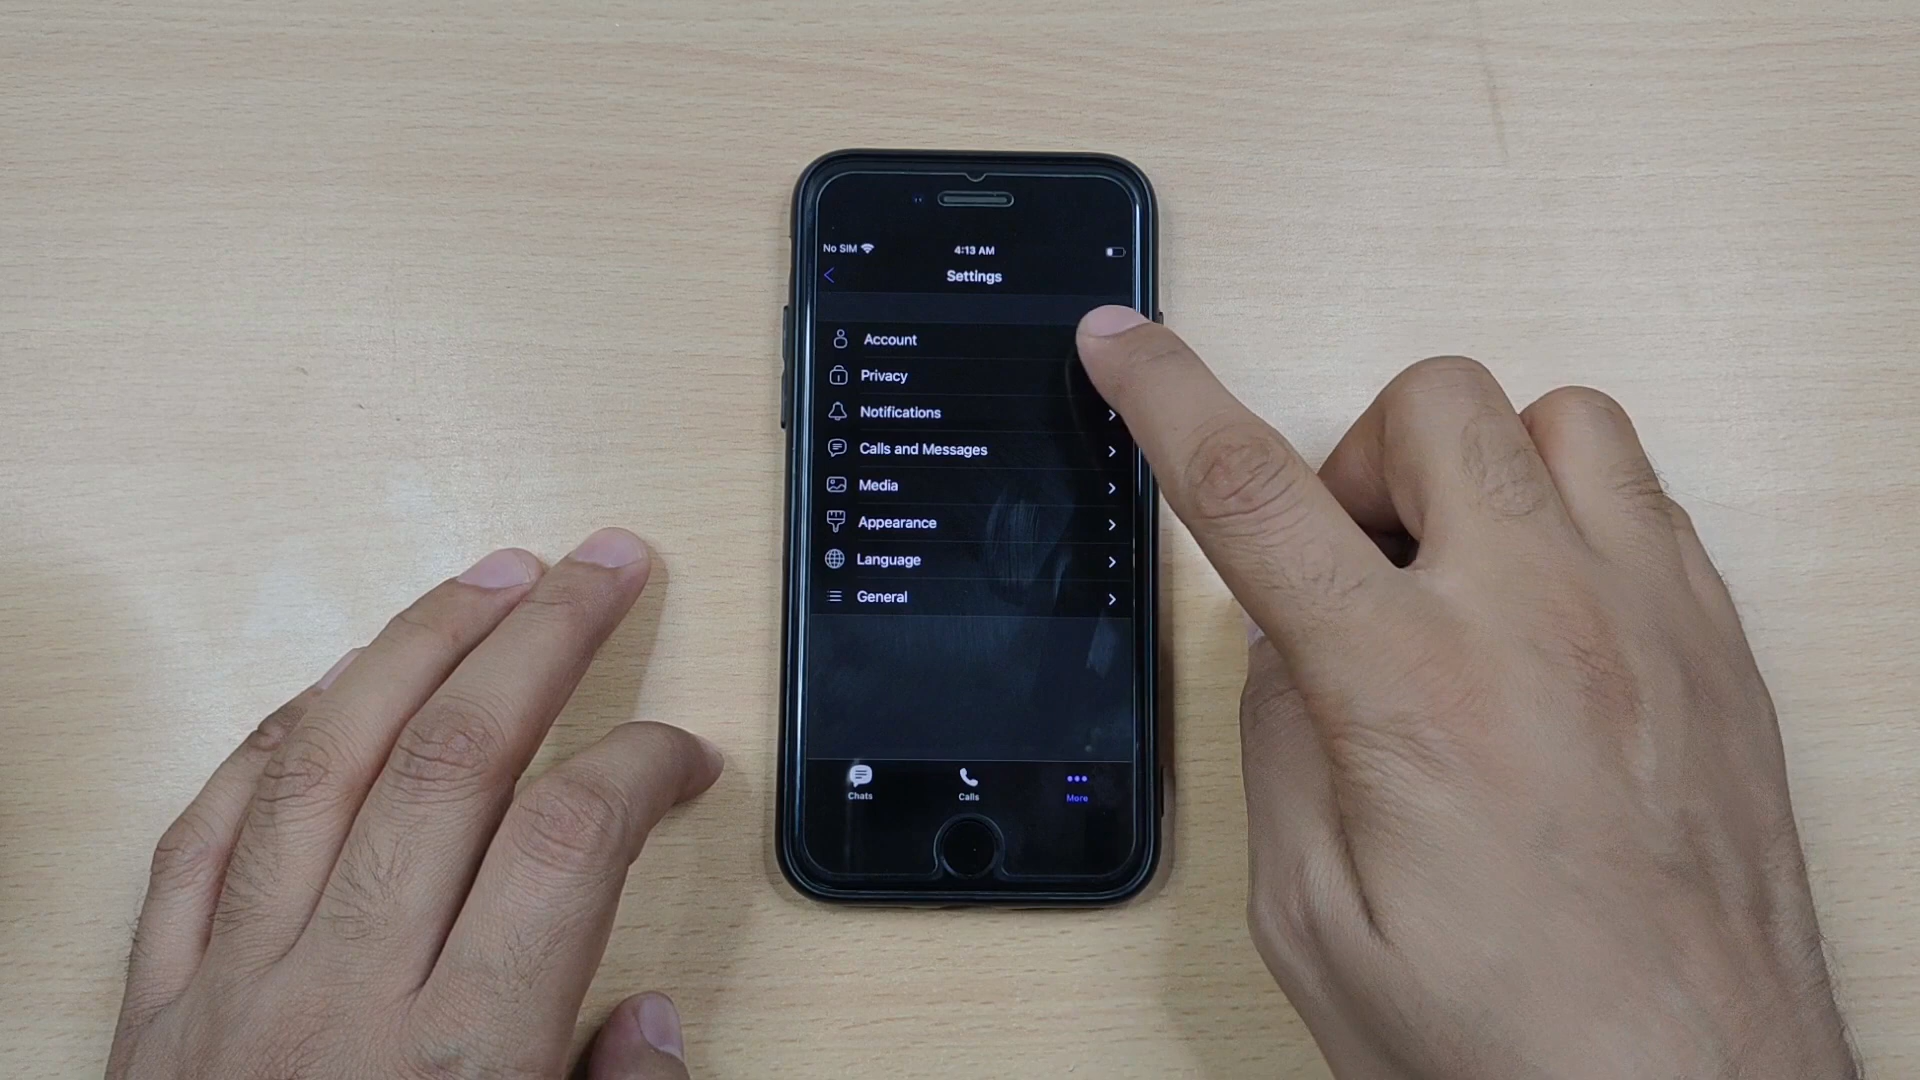 No SIM
4:13 AM
Settings
Account
Privacy
Notifications
Calls and Messages
Media
Appearance
Language
General
Chats
Calls
More